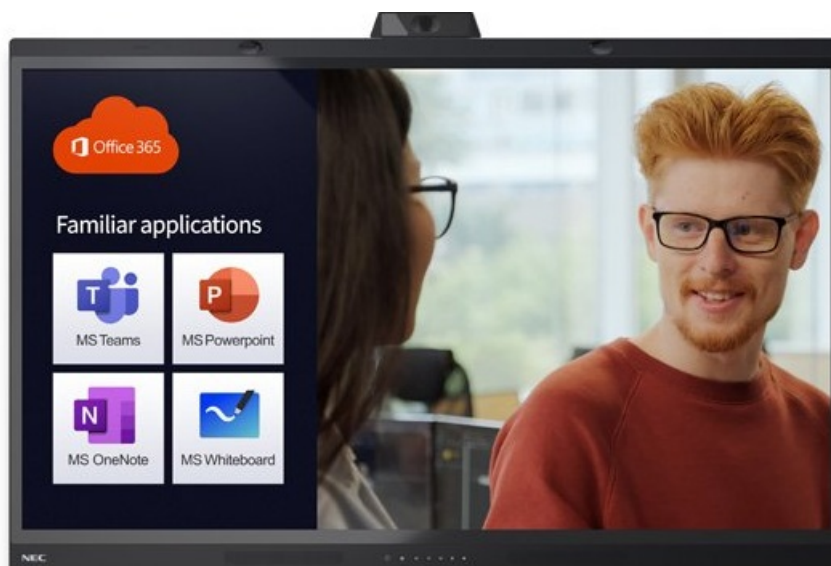 Office 365
Familiar applications
T
MS Teams
P
MS Powerpoint
N
MS OneNote
MS Whiteboard
NEC